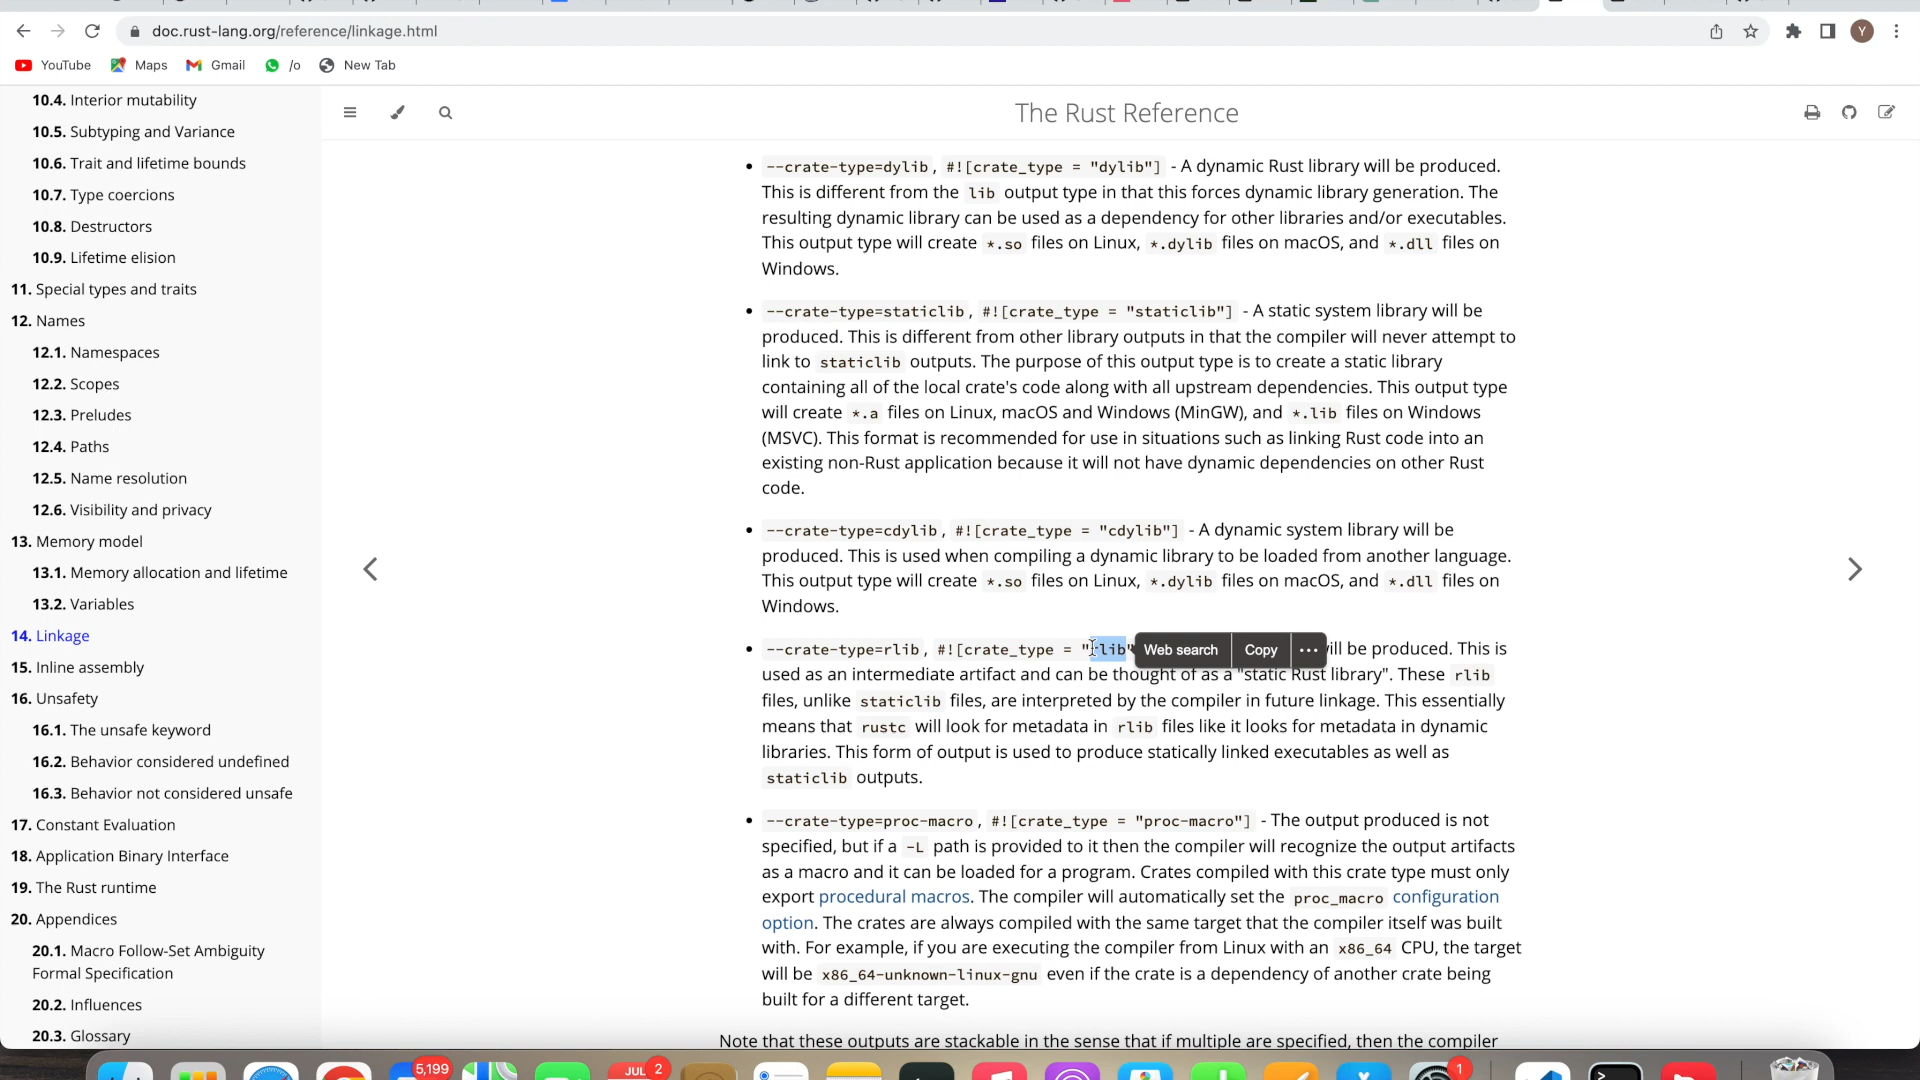 doc.rust-lang.org/reference/linkage.html
Y
YouTube Maps Gmail /o New Tab
The Rust Reference
10.4. Interior mutability
10.5. Subtyping and Variance
10.6. Trait and lifetime bounds
10.7. Type coercions
10.8. Destructors
10.9. Lifetime elision
11. Special types and traits
12. Names
12.1. Namespaces
12.2. Scopes
12.3. Preludes
12.4. Paths
12.5. Name resolution
12.6. Visibility and privacy
13. Memory model
13.1. Memory allocation and lifetime
13.2. Variables
14. Linkage
15. Inline assembly
16. Unsafety
16.1. The unsafe keyword
16.2. Behavior considered undefined
16.3. Behavior not considered unsafe
17. Constant Evaluation
18. Application Binary Interface
19. The Rust runtime
20. Appendices
20.1. Macro Follow-Set Ambiguity
Formal Specification
20.2. Influences
20.3. Glossary
• --crate-type=dylib, #![crate_type = "dylib"] - A dynamic Rust library will be produced.
This is different from the lib output type in that this forces dynamic library generation. The
resulting dynamic library can be used as a dependency for other libraries and/or executables.
This output type will create *.so files on Linux, *.dylib files on macOS, and *.dll files on
Windows.
• --crate-type=staticlib, #![crate_type = "staticlib"] - A static system library will be
produced. This is different from other library outputs in that the compiler will never attempt to
link to staticlib outputs. The purpose of this output type is to create a static library
containing all of the local crate's code along with all upstream dependencies. This output type
will create *.a files on Linux, macOS and Windows (MinGW), and *.lib files on Windows
(MSVC). This format is recommended for use in situations such as linking Rust code into an
existing non-Rust application because it will not have dynamic dependencies on other Rust
code.
• --crate-type=cdylib, #![crate_type = "cdylib"] - A dynamic system library will be
produced. This is used when compiling a dynamic library to be loaded from another language.
This output type will create *.so files on Linux, *.dylib files on macOS, and *.dll files on
Windows.
• --crate-type=rlib, #![crate_type = "rlib" Web search Copy ••• ill be produced. This is
used as an intermediate artifact and can be thought of as a "static Rust library". These rlib
files, unlike staticlib files, are interpreted by the compiler in future linkage. This essentially
means that rustc will look for metadata in rlib files like it looks for metadata in dynamic
libraries. This form of output is used to produce statically linked executables as well as
staticlib outputs.
• --crate-type=proc-macro, #![crate_type = "proc-macro"] - The output produced is not
specified, but if a -L path is provided to it then the compiler will recognize the output artifacts
as a macro and it can be loaded for a program. Crates compiled with this crate type must only
export procedural macros. The compiler will automatically set the proc_macro configuration
option. The crates are always compiled with the same target that the compiler itself was built
with. For example, if you are executing the compiler from Linux with an x86_64 CPU, the target
will be x86_64-unknown-linux-gnu even if the crate is a dependency of another crate being
built for a different target.
Note that these outputs are stackable in the sense that if multiple are specified, then the compiler
5,199 JUL 2 1